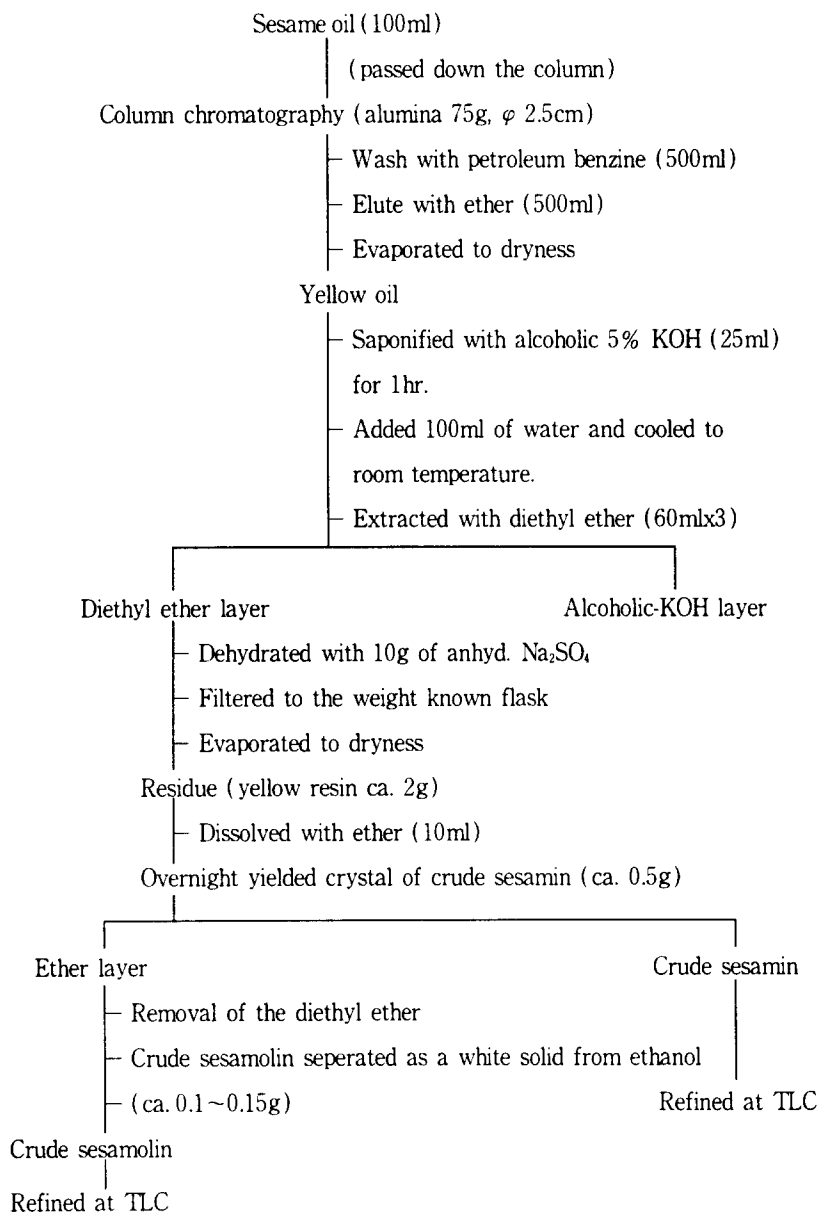 Sesame oil (100ml)
(passed down the column)
Column chromatography (alumina 75g, φ 2.5cm)
Wash with petroleum benzine (500ml)
Elute with ether (500ml)
Evaporated to dryness
Yellow oil
Saponified with alcoholic 5% KOH (25ml)
for 1hr.
Added 100ml of water and cooled to
room temperature.
Extracted with diethyl ether (60mlx3)
Diethyl ether layer
Alcoholic-KOH layer
Dehydrated with 10g of anhyd. Na₂SO₄
Filtered to the weight known flask
Evaporated to dryness
Residue (yellow resin ca. 2g)
Dissolved with ether (10ml)
Overnight yielded crystal of crude sesamin (ca. 0.5g)
Ether layer
Crude sesamin
Removal of the diethyl ether
Crude sesamolin seperated as a white solid from ethanol
(ca. 0.1~0.15g)
Refined at TLC
Crude sesamolin
Refined at TLC